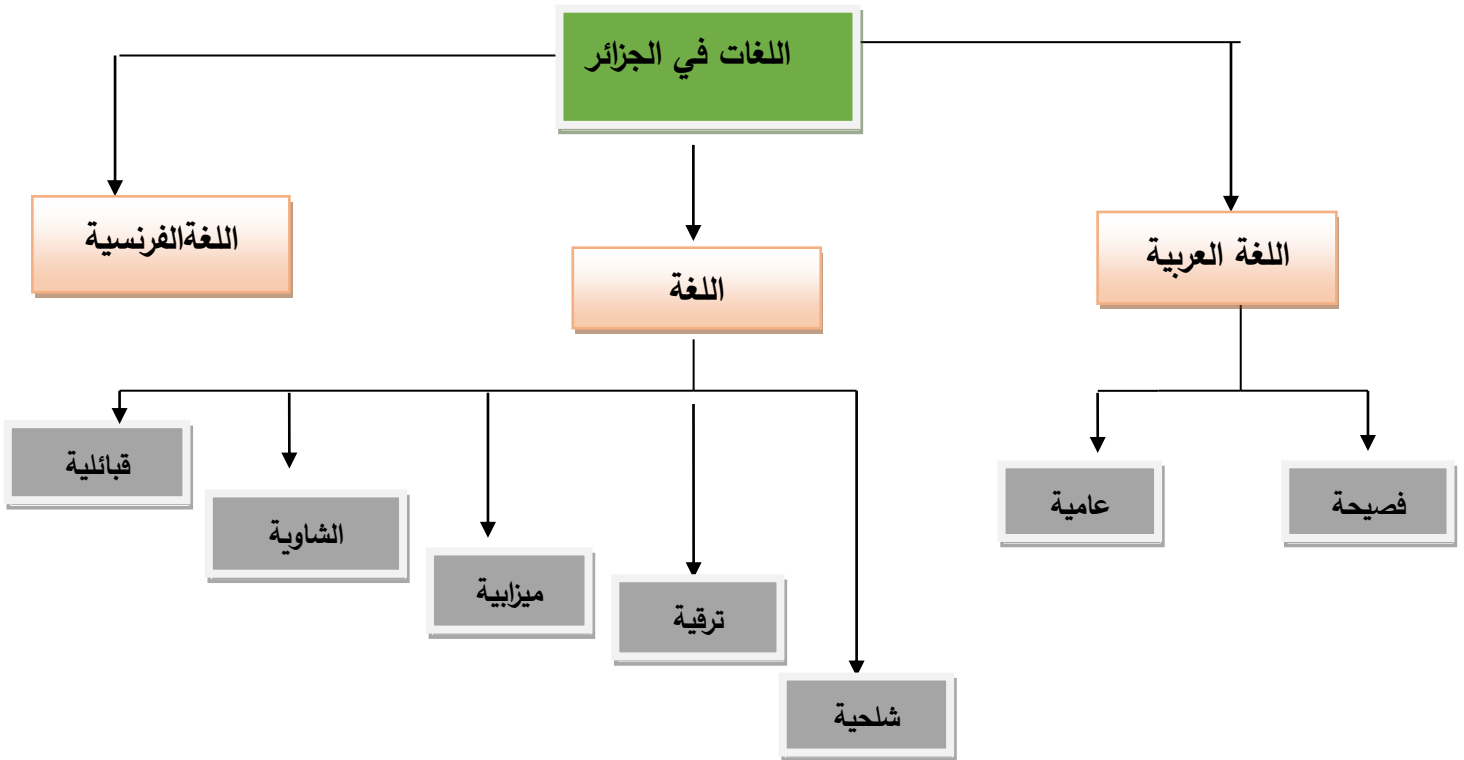 اللغات في الجزائر
اللغة العربية
اللغة
اللغةالفرنسية
فصيحة
عامية
شلحية
ترقية
ميزابية
الشاوية
قبائلية